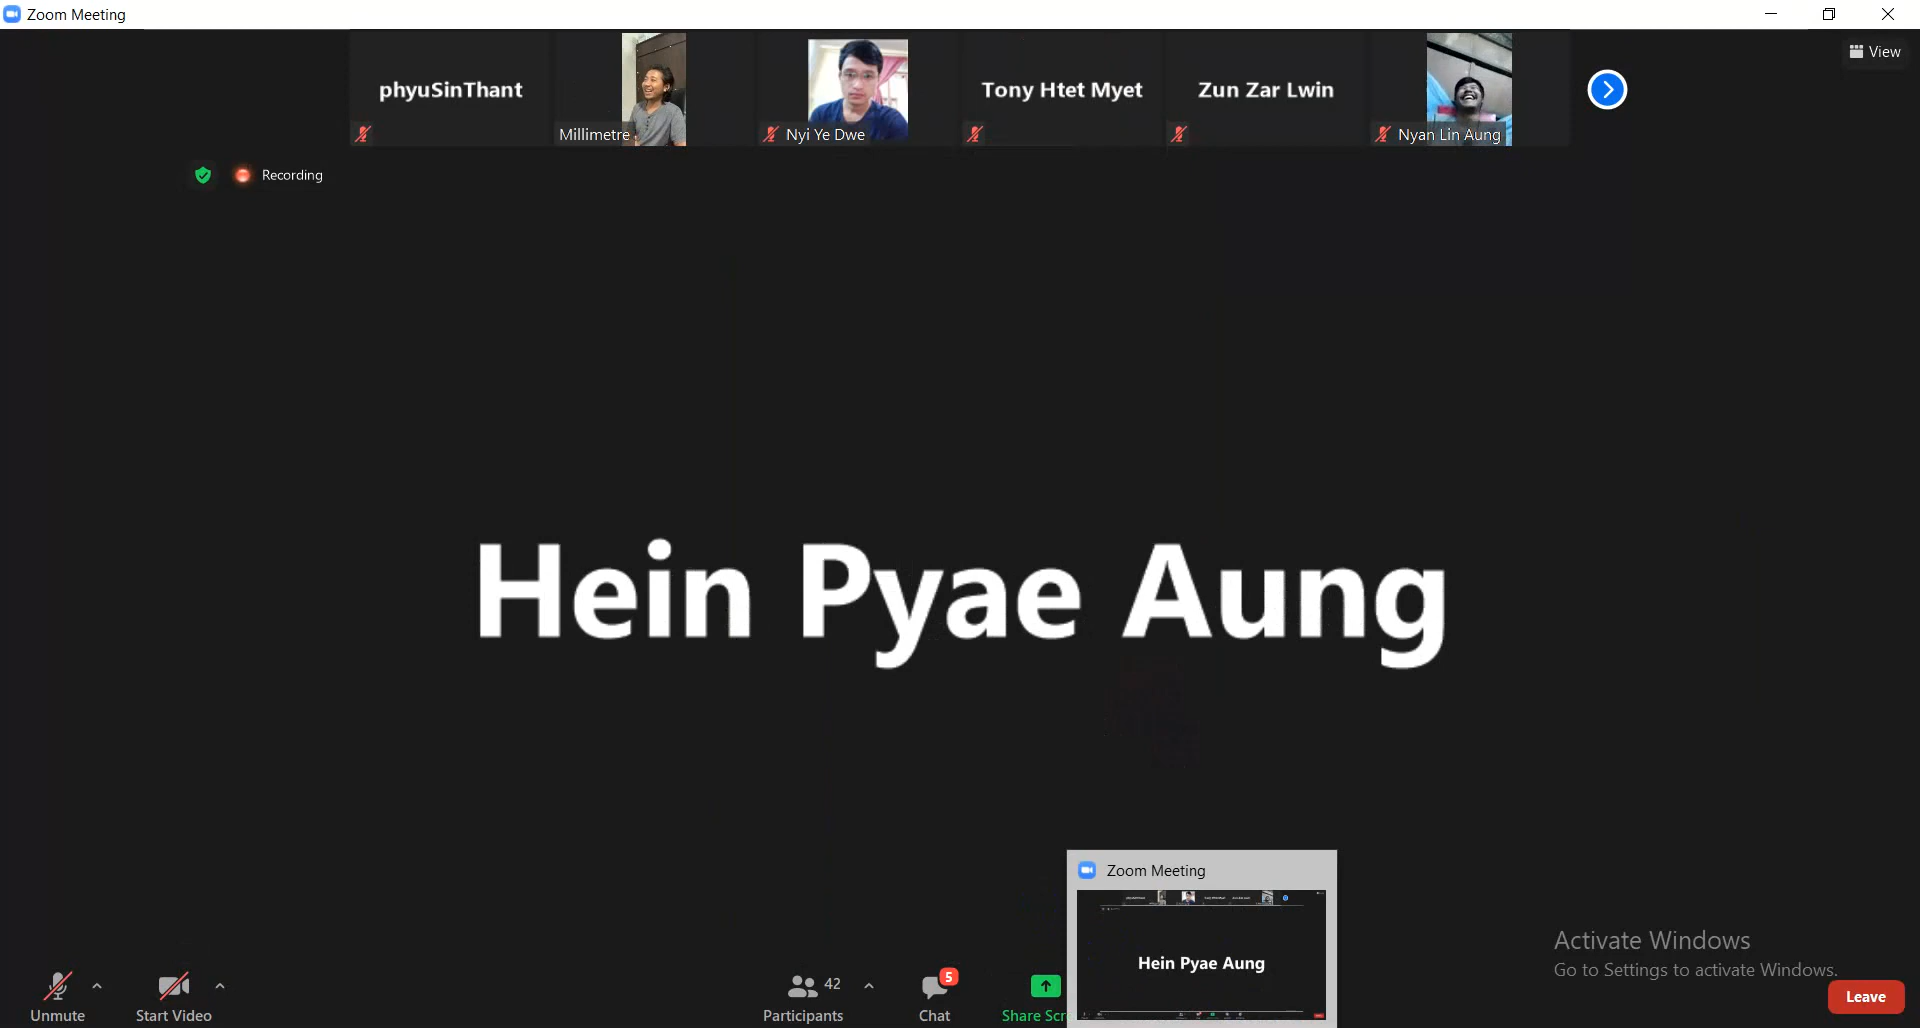 Zoom Meeting
View
phyuSinThant
Millimetre
Nyi Ye Dwe
Tony Htet Myet
Zun Zar Lwin
Nyan Lin Aung
Recording
Hein Pyae Aung
Zoom Meeting
Hein Pyae Aung
Activate Windows
Go to Settings to activate Windows.
Unmute
Start Video
42
Participants
5
Chat
Share Scr
Leave